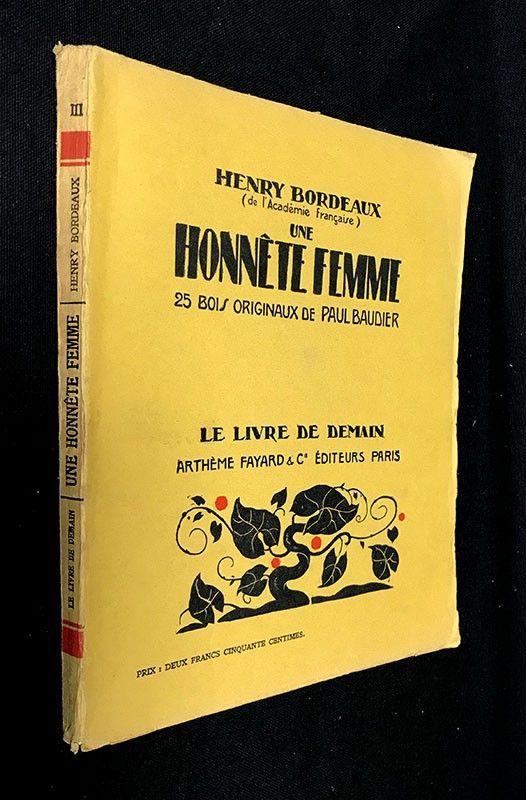 HENRY BORDEAUX
(de l'Académie Française)
UNE
HONNÊTE FEMME
25 BOIS ORIGINAUX DE PAUL BAUDIER
LE LIVRE DE DEMAIN
ARTHÈME FAYARD & Cie ÉDITEURS PARIS
PRIX : DEUX FRANCS CINQUANTE CENTIMES.
III
HENRY BORDEAUX
UNE HONNÊTE FEMME
LE LIVRE DE DEMAIN